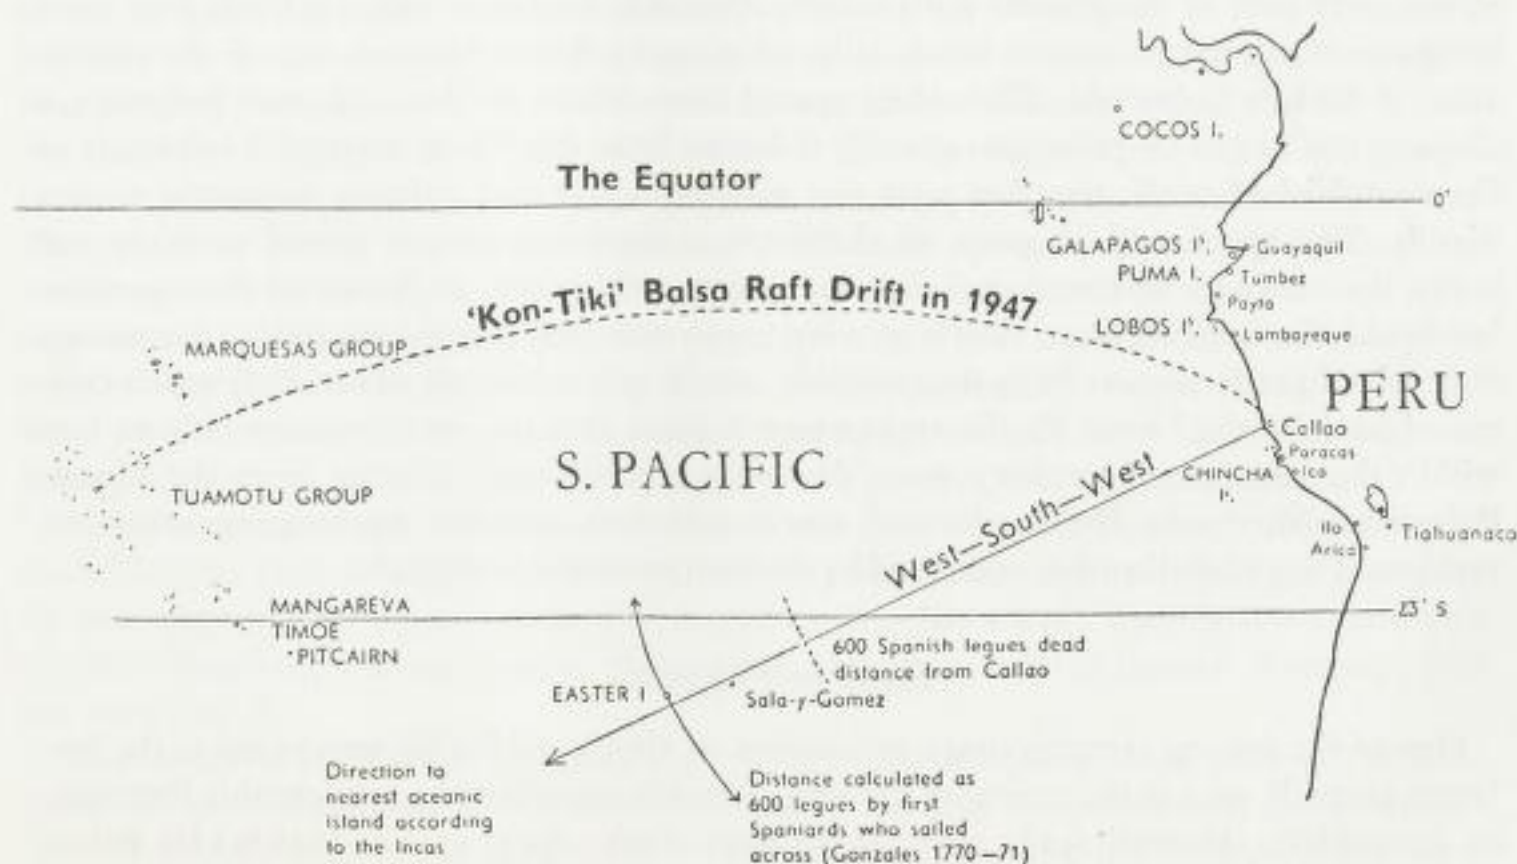 COCOS I.
The Equator
0°
GALAPAGOS Iˢ.
Guayaquil
PUMA I.
Tumbez
'Kon-Tiki' Balsa Raft Drift in 1947
Payta
LOBOS Iˢ.
Lambayeque
MARQUESAS GROUP
PERU
Callao
Paracas
S. PACIFIC
CHINCHA
Iˢ.
Ica
TUAMOTU GROUP
West—South—West
Ilo
Tiahuanaco
Arica
MANGAREVA
23° S
TIMOE
PITCAIRN
600 Spanish legues dead
distance from Callao
EASTER I
Sala-y-Gomez
Direction to
nearest oceanic
island according
to the Incas
Distance calculated as
600 legues by first
Spaniards who sailed
across (Gonzales 1770—71)